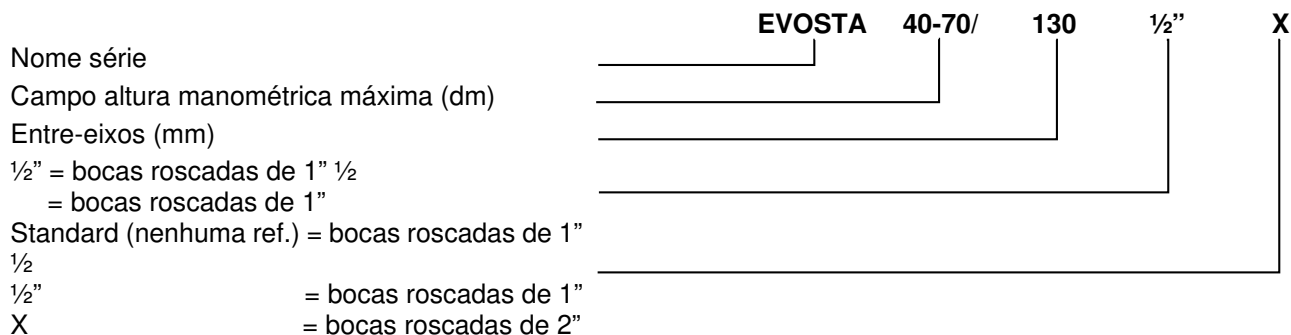 EVOSTA 40-70/ 130 ½” X
Nome série
Campo altura manométrica máxima (dm)
Entre-eixos (mm)
½” = bocas roscadas de 1” ½
= bocas roscadas de 1”
Standard (nenhuma ref.) = bocas roscadas de 1”
½
½” = bocas roscadas de 1”
X = bocas roscadas de 2”